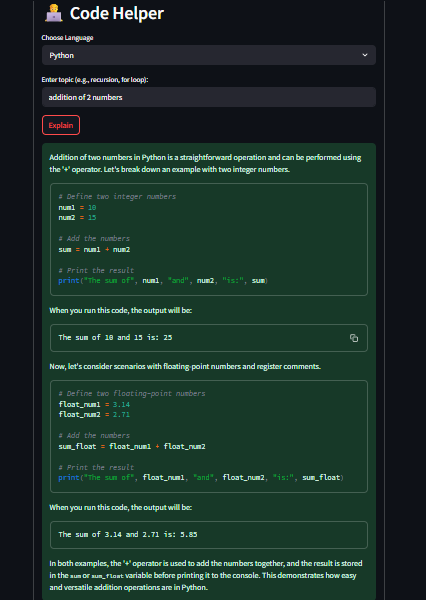 Code Helper
Choose Language
Python
Enter topic (e.g., recursion, for loop):
addition of 2 numbers
Explain
Addition of two numbers in Python is a straightforward operation and can be performed using
the '+' operator. Let's break down an example with two integer numbers.
# Define two integer numbers
num1 = 10
num2 = 15
# Add the numbers
sum = num1 + num2
# Print the result
print("The sum of", num1, "and", num2, "is:", sum)
When you run this code, the output will be:
The sum of 10 and 15 is: 25
Now, let's consider scenarios with floating-point numbers and register comments.
# Define two floating-point numbers
float_num1 = 3.14
float_num2 = 2.71
# Add the numbers
sum_float = float_num1 + float_num2
# Print the result
print("The sum of", float_num1, "and", float_num2, "is:", sum_float)
When you run this code, the output will be:
The sum of 3.14 and 2.71 is: 5.85
In both examples, the '+' operator is used to add the numbers together, and the result is stored
in the sum or sum_float variable before printing it to the console. This demonstrates how easy
and versatile addition operations are in Python.